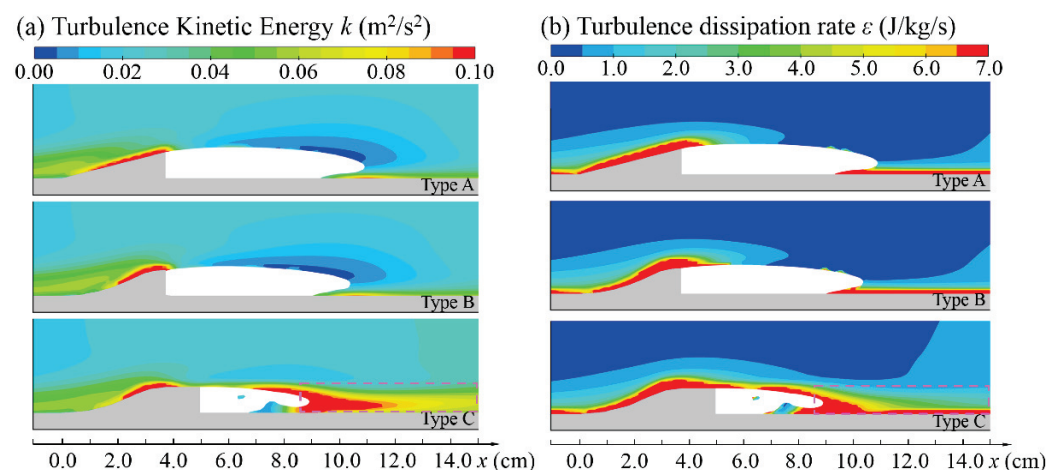 (a) Turbulence Kinetic Energy k (m²/s²)
0.00 0.02 0.04 0.06 0.08 0.10
Type A
Type B
Type C
0.0 2.0 4.0 6.0 8.0 10.0 12.0 14.0 x (cm)
(b) Turbulence dissipation rate ε (J/kg/s)
0.0 1.0 2.0 3.0 4.0 5.0 6.0 7.0
Type A
Type B
Type C
0.0 2.0 4.0 6.0 8.0 10.0 12.0 14.0 x (cm)